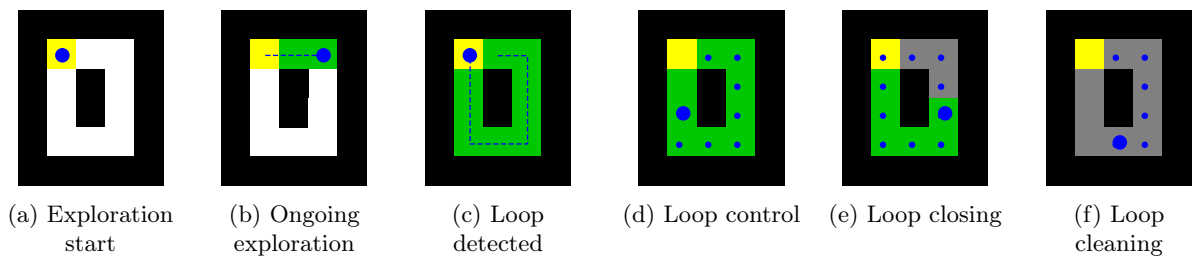 (a) Exploration
start
(b) Ongoing
exploration
(c) Loop
detected
(d) Loop control
(e) Loop closing
(f) Loop
cleaning